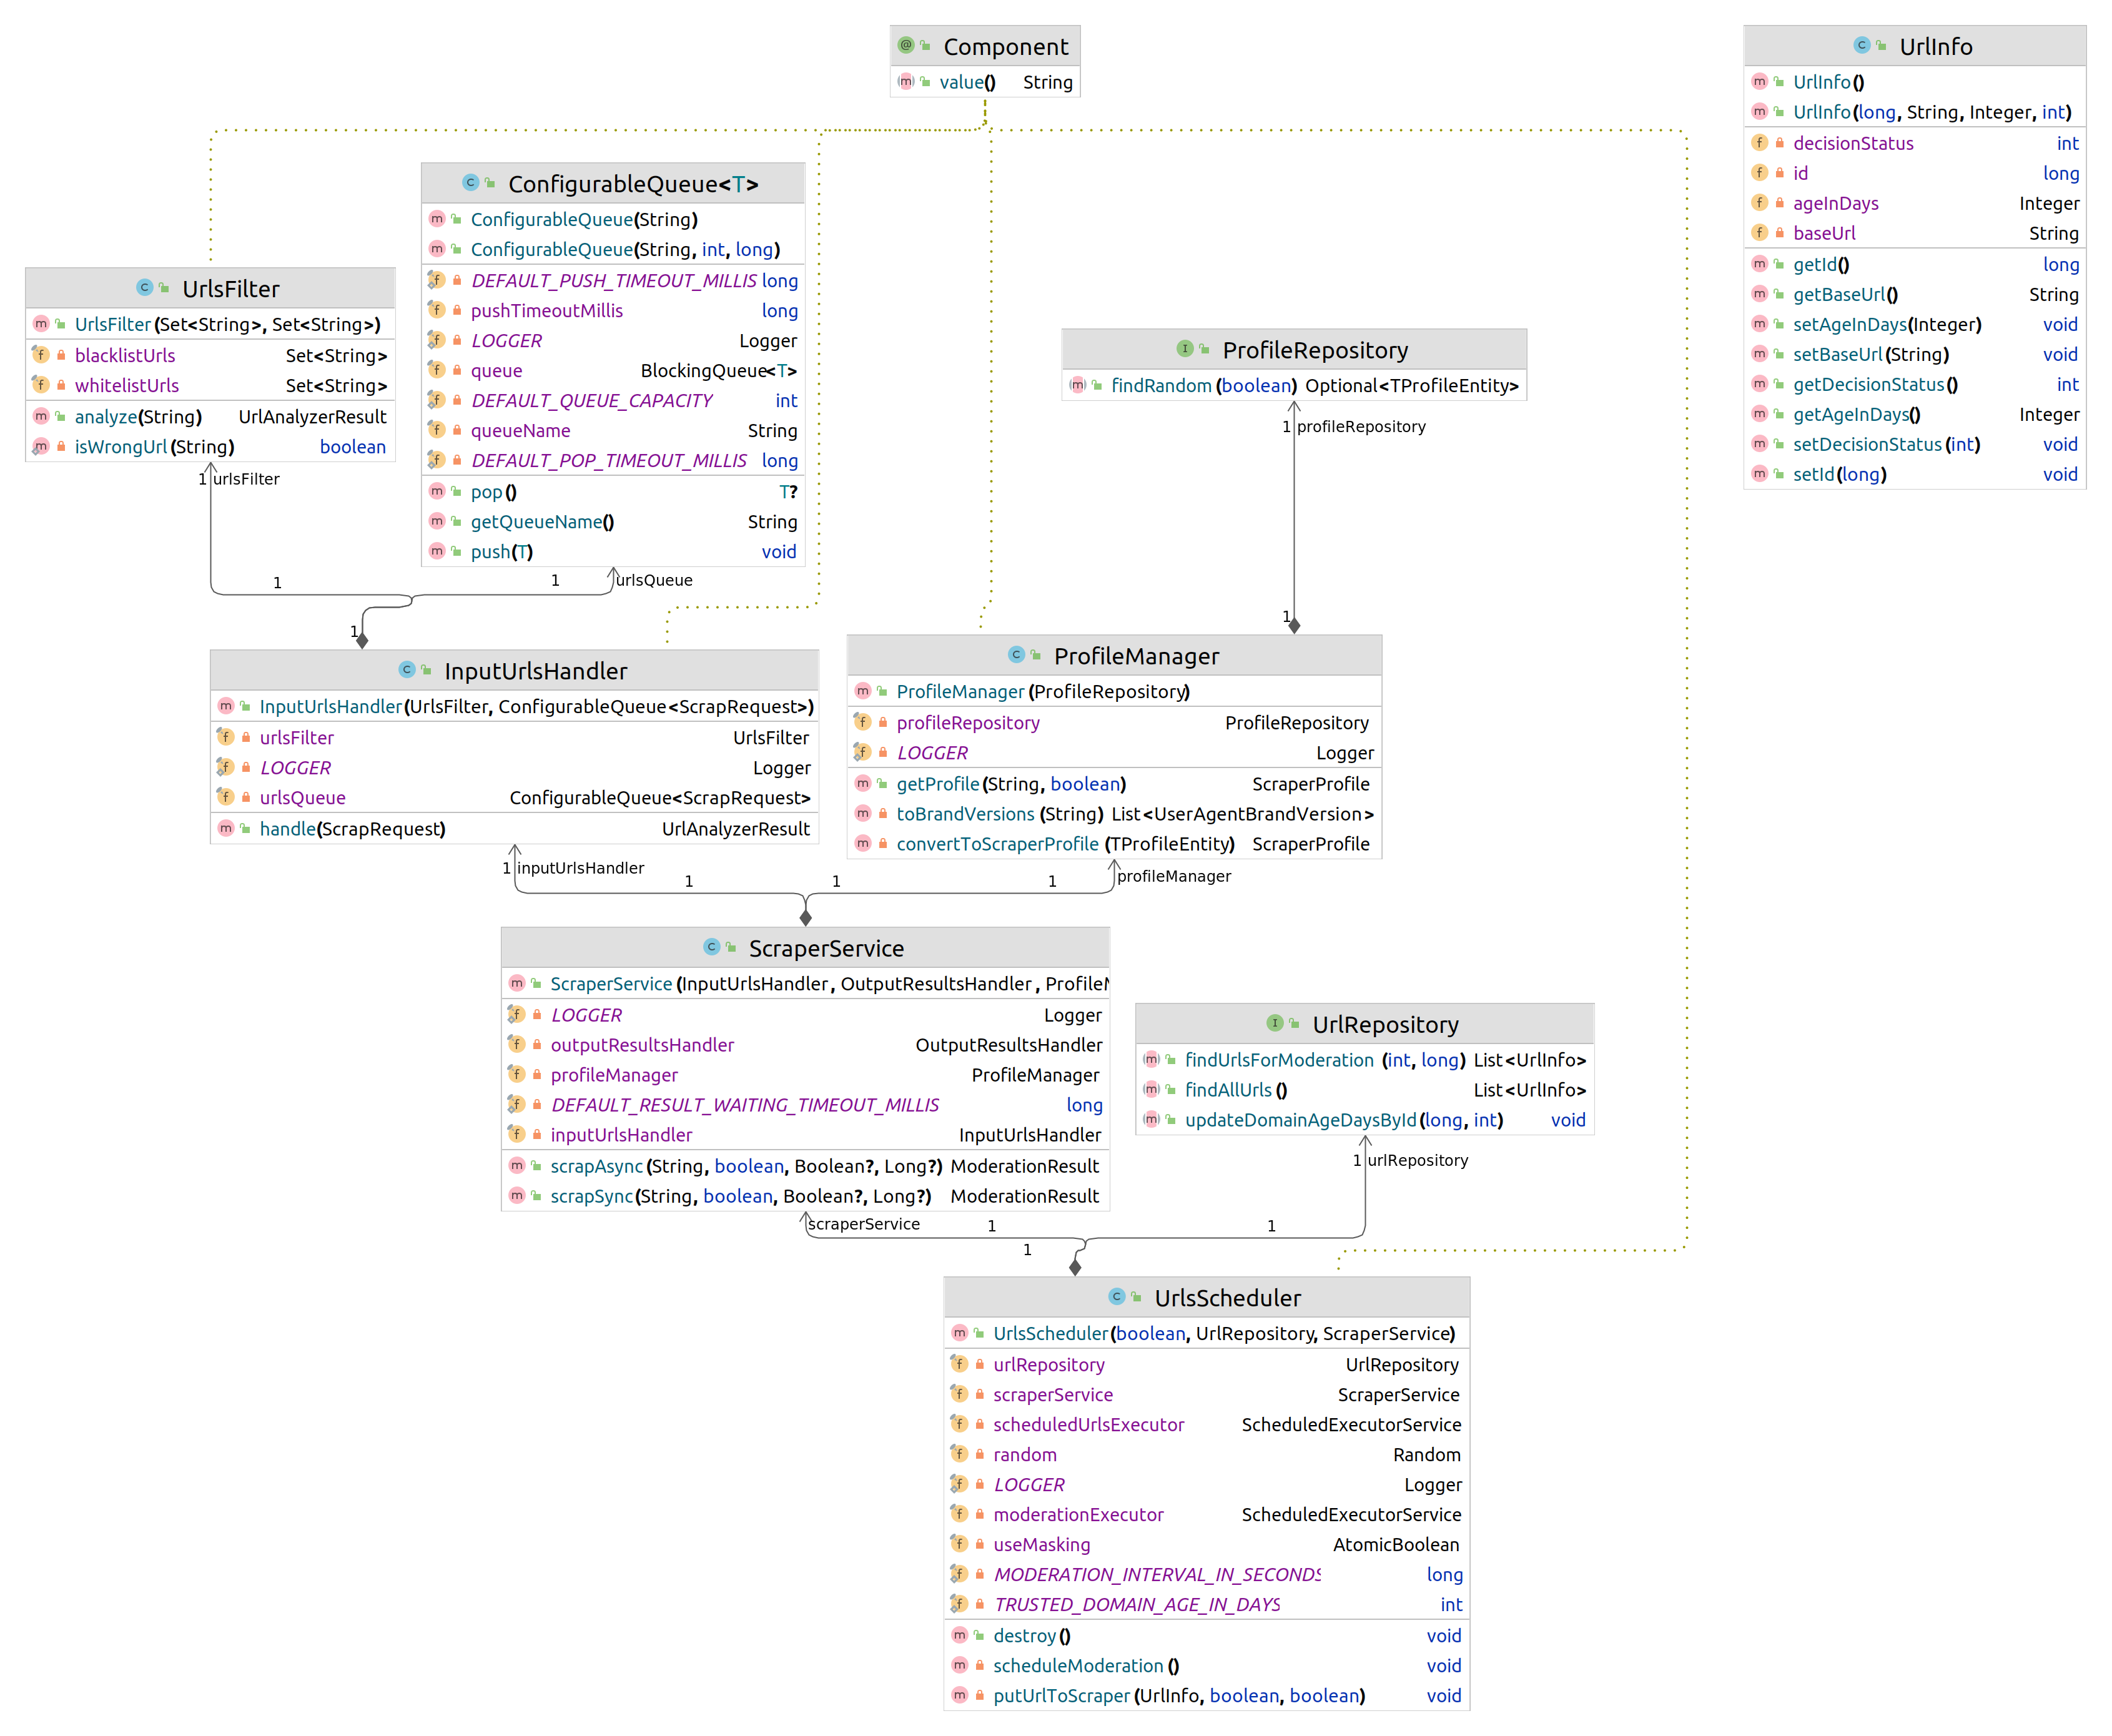 Component
value() String
UrlInfo
UrlInfo()
UrlInfo(long, String, Integer, int)
decisionStatus int
id long
ageInDays Integer
baseUrl String
getId() long
getBaseUrl() String
setAgeInDays(Integer) void
setBaseUrl(String) void
getDecisionStatus() int
getAgeInDays() Integer
setDecisionStatus(int) void
setId(long) void
ConfigurableQueue<T>
ConfigurableQueue(String)
ConfigurableQueue(String, int, long)
DEFAULT_PUSH_TIMEOUT_MILLIS long
pushTimeoutMillis long
LOGGER Logger
queue BlockingQueue<T>
DEFAULT_QUEUE_CAPACITY int
queueName String
DEFAULT_POP_TIMEOUT_MILLIS long
pop() T?
getQueueName() String
push(T) void
UrlsFilter
UrlsFilter(Set<String>, Set<String>)
blacklistUrls Set<String>
whitelistUrls Set<String>
analyze(String) UrlAnalyzerResult
isWrongUrl(String) boolean
1 urlsFilter
ProfileRepository
findRandom(boolean) Optional<TProfileEntity>
1 profileRepository
1
1 1 urlsQueue
1
InputUrlsHandler
InputUrlsHandler(UrlsFilter, ConfigurableQueue<ScrapRequest>)
urlsFilter UrlsFilter
LOGGER Logger
urlsQueue ConfigurableQueue<ScrapRequest>
handle(ScrapRequest) UrlAnalyzerResult
ProfileManager
ProfileManager(ProfileRepository)
profileRepository ProfileRepository
LOGGER Logger
getProfile(String, boolean) ScraperProfile
toBrandVersions(String) List<UserAgentBrandVersion>
convertToScraperProfile(TProfileEntity) ScraperProfile
1 inputUrlsHandler
1 1 1 profileManager
ScraperService
ScraperService(InputUrlsHandler, OutputResultsHandler, Profile
LOGGER Logger
outputResultsHandler OutputResultsHandler
profileManager ProfileManager
DEFAULT_RESULT_WAITING_TIMEOUT_MILLIS long
inputUrlsHandler InputUrlsHandler
scrapAsync(String, boolean, Boolean?, Long?) ModerationResult
scrapSync(String, boolean, Boolean?, Long?) ModerationResult
UrlRepository
findUrlsForModeration(int, long) List<UrlInfo>
findAllUrls() List<UrlInfo>
updateDomainAgeDaysById(long, int) void
1 urlRepository
scraperService 1 1
1
UrlsScheduler
UrlsScheduler(boolean, UrlRepository, ScraperService)
urlRepository UrlRepository
scraperService ScraperService
scheduledUrlsExecutor ScheduledExecutorService
random Random
LOGGER Logger
moderationExecutor ScheduledExecutorService
useMasking AtomicBoolean
MODERATION_INTERVAL_IN_SECONDS long
TRUSTED_DOMAIN_AGE_IN_DAYS int
destroy() void
scheduleModeration() void
putUrlToScraper(UrlInfo, boolean, boolean) void